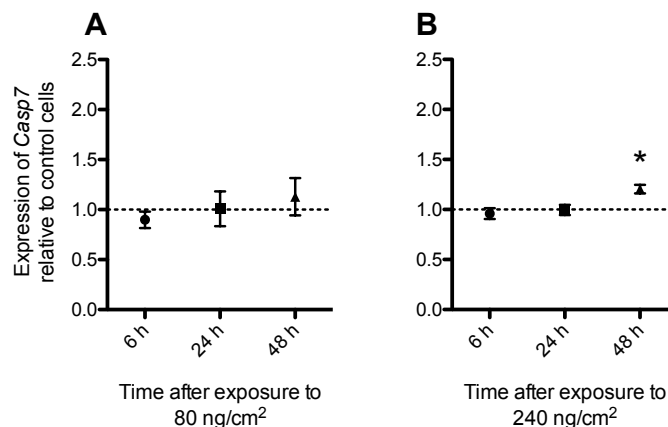 A
B
Expression of Casp7
relative to control cells
2.5
2.0
1.5
1.0
0.5
0.0
6 h
24 h
48 h
Time after exposure to
80 ng/cm²
2.5
2.0
1.5
1.0
0.5
0.0
*
6 h
24 h
48 h
Time after exposure to
240 ng/cm²